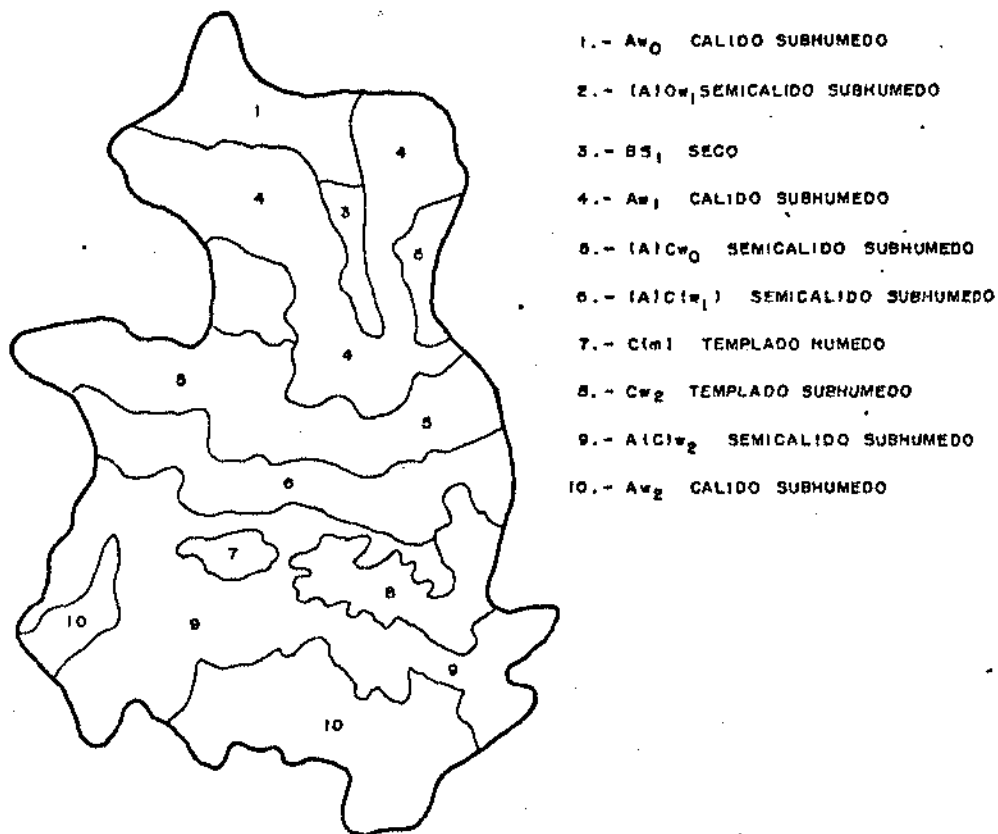 1.- Aw₀ CALIDO SUBHUMEDO
2.- (A)Cw₁ SEMICALIDO SUBHUMEDO
3.- BS₁ SECO
4.- Aw₁ CALIDO SUBHUMEDO
5.- (A)Cw₀ SEMICALIDO SUBHUMEDO
6.- (A)C(w₁) SEMICALIDO SUBHUMEDO
7.- C(m) TEMPLADO HUMEDO
8.- Cw₂ TEMPLADO SUBHUMEDO
9.- A(C)w₂ SEMICALIDO SUBHUMEDO
10.- Aw₂ CALIDO SUBHUMEDO
1
4
4
3
5
4
5
5
6
7
8
10
9
9
10